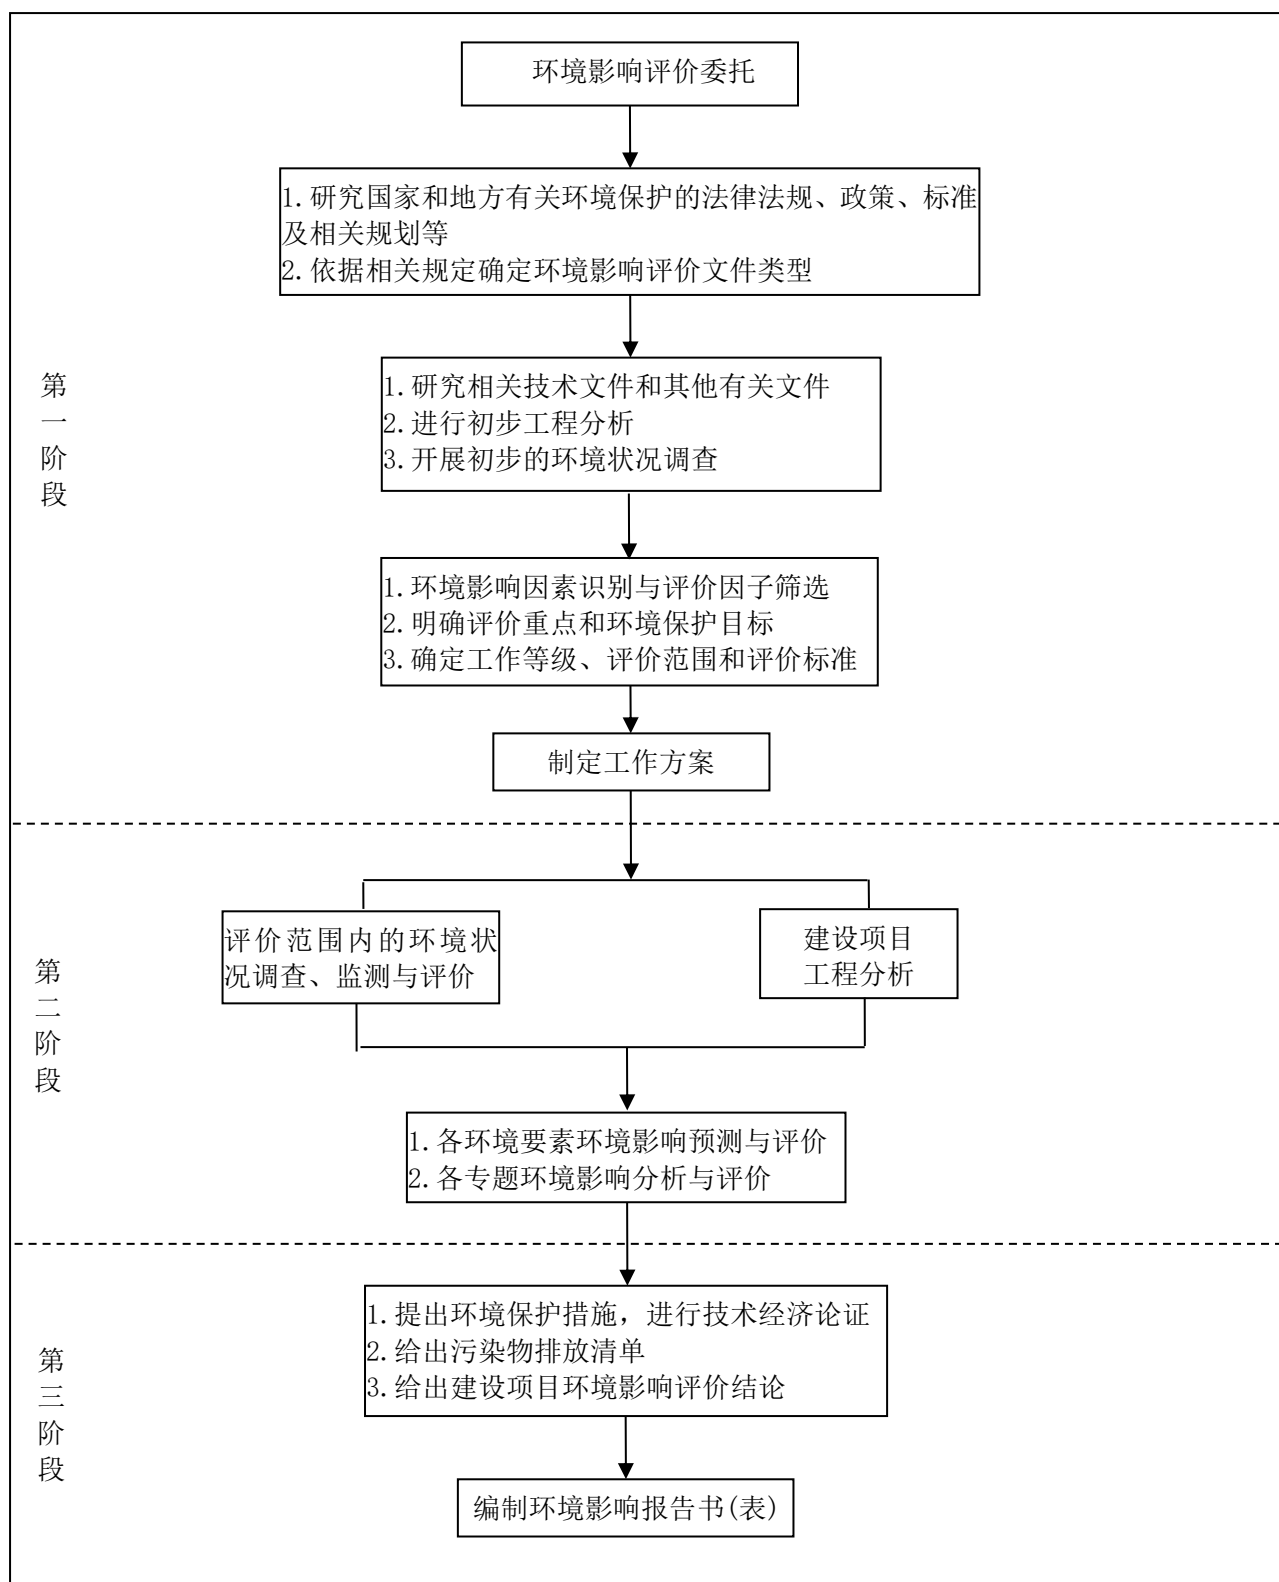 环境影响评价委托
1.研究国家和地方有关环境保护的法律法规、政策、标准
及相关规划等
2.依据相关规定确定环境影响评价文件类型
第一阶段
1.研究相关技术文件和其他有关文件
2.进行初步工程分析
3.开展初步的环境状况调查
1.环境影响因素识别与评价因子筛选
2.明确评价重点和环境保护目标
3.确定工作等级、评价范围和评价标准
制定工作方案
第二阶段
评价范围内的环境状
况调查、监测与评价
建设项目
工程分析
1.各环境要素环境影响预测与评价
2.各专题环境影响分析与评价
第三阶段
1.提出环境保护措施，进行技术经济论证
2.给出污染物排放清单
3.给出建设项目环境影响评价结论
编制环境影响报告书(表)